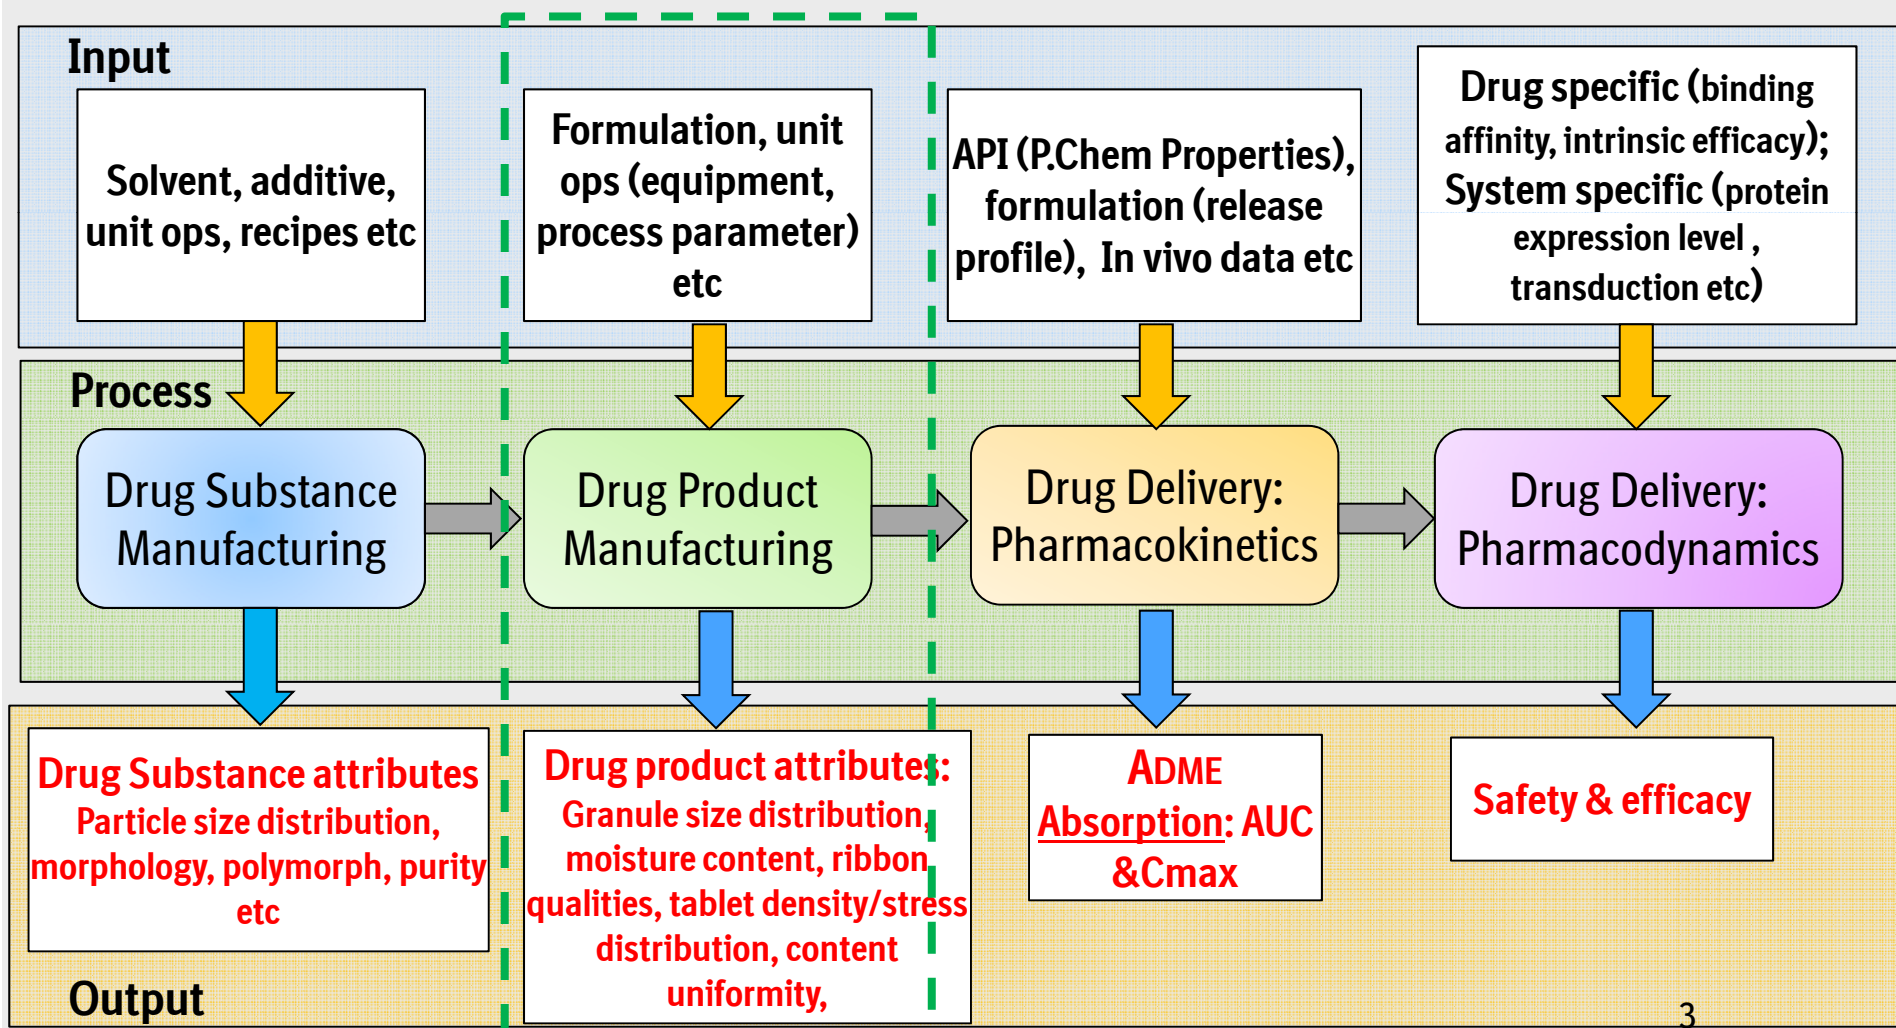 Input
Solvent, additive,
unit ops, recipes etc
Formulation, unit
ops (equipment,
process parameter)
etc
API (P.Chem Properties),
formulation (release
profile), In vivo data etc
Drug specific (binding
affinity, intrinsic efficacy);
System specific (protein
expression level ,
transduction etc)
Process
Drug Substance
Manufacturing
Drug Product
Manufacturing
Drug Delivery:
Pharmacokinetics
Drug Delivery:
Pharmacodynamics
Drug Substance attributes
Particle size distribution,
morphology, polymorph, purity
etc
Drug product attributes:
Granule size distribution,
moisture content, ribbon
qualities, tablet density/stress
distribution, content
uniformity,
ADME
Absorption: AUC
&Cmax
Safety & efficacy
Output
3